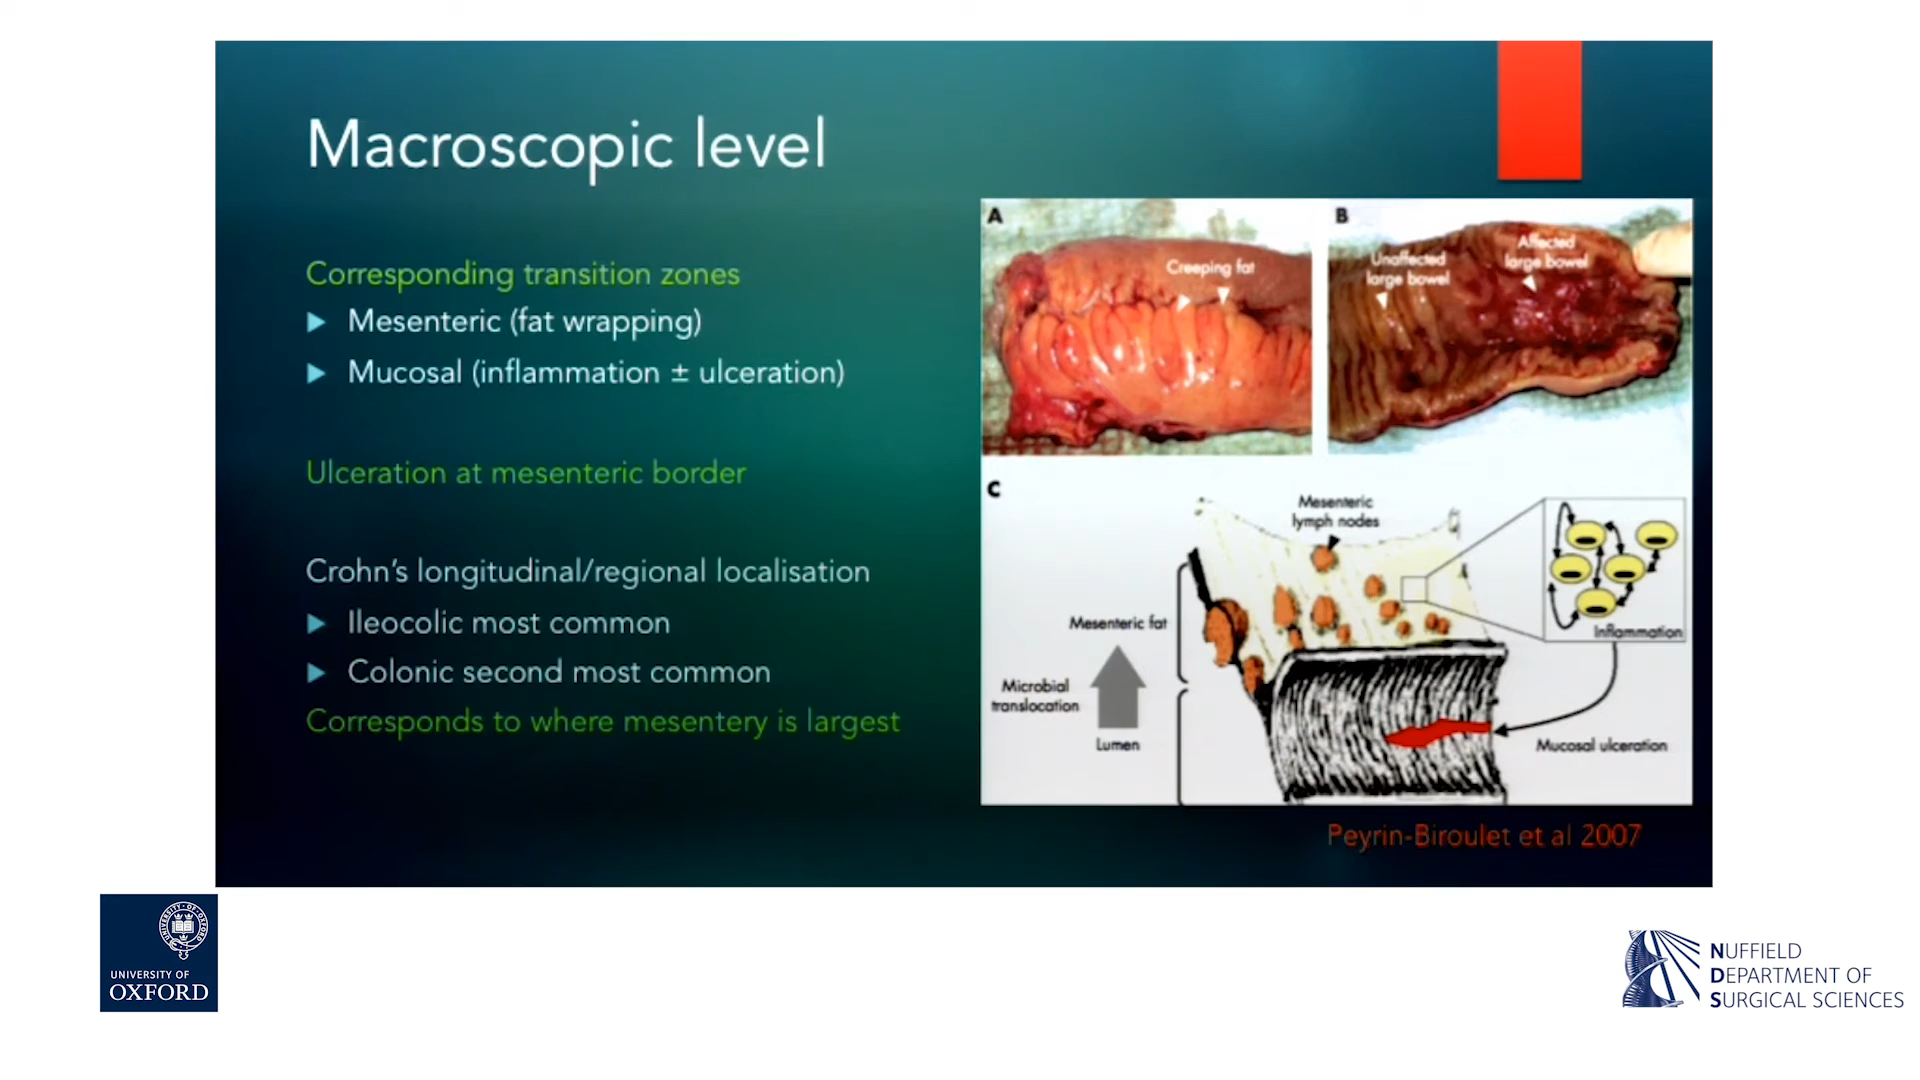 Macroscopic level
Corresponding transition zones
Mesenteric (fat wrapping)
Mucosal (inflammation ± ulceration)
Ulceration at mesenteric border
Crohn's longitudinal/regional localisation
Ileocolic most common
Colonic second most common
Corresponds to where mesentery is largest
A
Creeping fat
B
Unaffected
large bowel
Affected
large bowel
C
Mesenteric
lymph nodes
Mesenteric fat
Microbial
translocation
Lumen
Inflammation
Mucosal ulceration
Peyrin-Biroulet et al 2007
UNIVERSITY OF
OXFORD
NUFFIELD
DEPARTMENT OF
SURGICAL SCIENCES